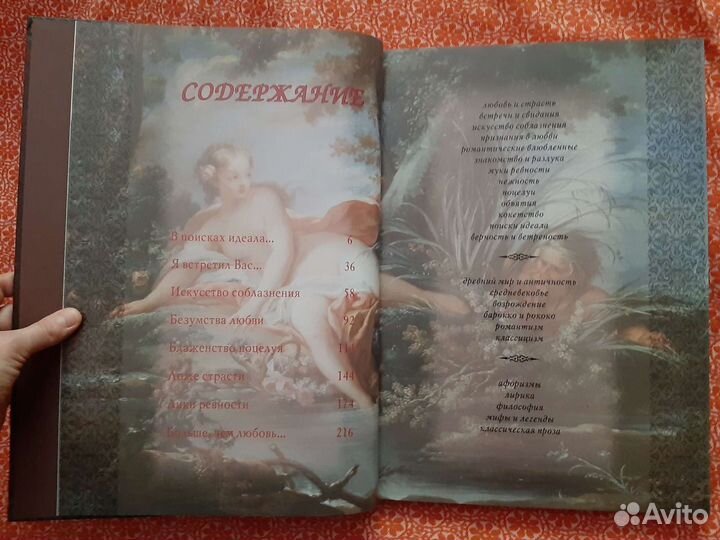 СОДЕРЖАНИЕ
В поисках идеала... 6
Я встретил Вас... 36
Искусство соблазнения 58
Безумства любви 92
Блаженство поцелуя
Ложе страсти 144
Муки ревности 174
Больше, чем любовь... 216
любовь и страсть
встречи и свидания
искусство соблазнения
признания в любви
романтические влюбленные
знакомство и разлука
муки ревности
нежность
поцелуи
объятия
кокетство
поиски идеала
верность и ветреность
древний мир и античность
средневековье
возрождение
барокко и рококо
романтизм
классицизм
афоризмы
лирика
философия
мифы и легенды
классическая проза
Avito